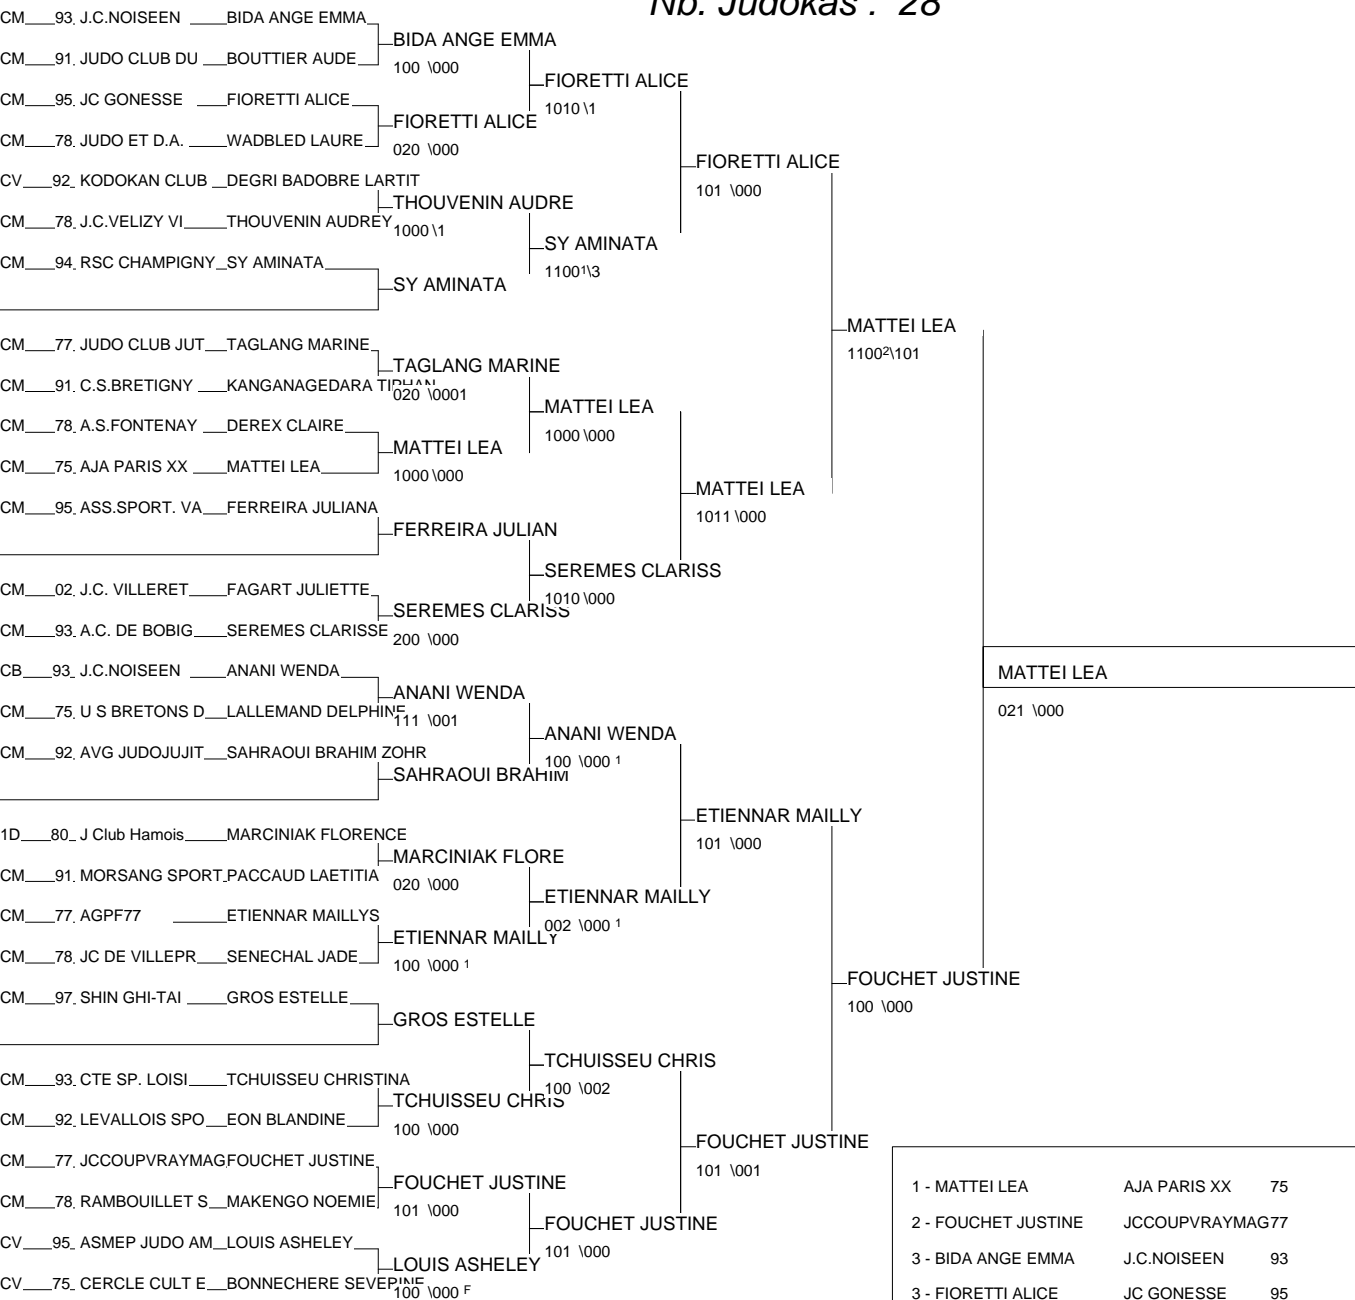 Nb. Judokas : 28
CM 93 J.C.NOISEEN BIDA ANGE EMMA
BIDA ANGE EMMA
CM 91 JUDO CLUB DU BOUTTIER AUDE
100 \000
FIORETTI ALICE
CM 95 JC GONESSE FIORETTI ALICE
1010 \1
FIORETTI ALICE
CM 78 JUDO ET D.A. WADBLED LAURE
020 \000
FIORETTI ALICE
CV 92 KODOKAN CLUB DEGRI BADOBRE LARTIT
101 \000
THOUVENIN AUDRE
CM 78 J.C.VELIZY VI THOUVENIN AUDREY
1000 \1
SY AMINATA
CM 94 RSC CHAMPIGNY SY AMINATA
1100¹\3
SY AMINATA
MATTEI LEA
CM 77 JUDO CLUB JUT TAGLANG MARINE
1100²\101
TAGLANG MARINE
CM 91 C.S.BRETIGNY KANGANAGEDARA TIPHAN
020 \0001
MATTEI LEA
CM 78 A.S.FONTENAY DEREX CLAIRE
1000 \000
MATTEI LEA
CM 75 AJA PARIS XX MATTEI LEA
1000 \000
MATTEI LEA
CM 95 ASS.SPORT. VA FERREIRA JULIANA
1011 \000
FERREIRA JULIAN
SEREMES CLARISS
CM 02 J.C. VILLERET FAGART JULIETTE
1010 \000
SEREMES CLARISS
CM 93 A.C. DE BOBIG SEREMES CLARISSE
200 \000
CB 93 J.C.NOISEEN ANANI WENDA
MATTEI LEA
ANANI WENDA
CM 75 U S BRETONS D LALLEMAND DELPHINE
021 \000
111 \001
ANANI WENDA
CM 92 AVG JUDOJUJIT SAHRAOUI BRAHIM ZOHR
100 \000 ¹
SAHRAOUI BRAHIM
ETIENNAR MAILLY
1D 80 J Club Hamois MARCINIAK FLORENCE
101 \000
MARCINIAK FLORE
CM 91 MORSANG SPORT PACCAUD LAETITIA
020 \000
ETIENNAR MAILLY
CM 77 AGPF77 ETIENNAR MAILLYS
002 \000 ¹
ETIENNAR MAILLY
CM 78 JC DE VILLEPR SENECHAL JADE
100 \000 ¹
FOUCHET JUSTINE
CM 97 SHIN GHI-TAI GROS ESTELLE
100 \000
GROS ESTELLE
TCHUISSEU CHRIS
CM 93 CTE SP. LOISI TCHUISSEU CHRISTINA
100 \002
TCHUISSEU CHRIS
CM 92 LEVALLOIS SPO EON BLANDINE
100 \000
FOUCHET JUSTINE
CM 77 JCCOUPVRAYMAG FOUCHET JUSTINE
101 \001
FOUCHET JUSTINE
CM 78 RAMBOUILLET S MAKENGO NOEMIE
101 \000
FOUCHET JUSTINE
CV 95 ASMEP JUDO AM LOUIS ASHELEY
101 \000
LOUIS ASHELEY
CV 75 CERCLE CULT E BONNECHERE SEVERINE
100 \000 F
1 - MATTEI LEA AJA PARIS XX 75
2 - FOUCHET JUSTINE JCCOUPVRAYMAG77
3 - BIDA ANGE EMMA J.C.NOISEEN 93
3 - FIORETTI ALICE JC GONESSE 95